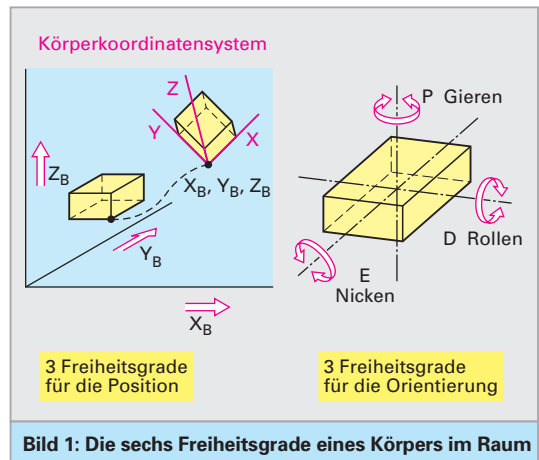 Körperkoordinatensystem
Z
Y
X
Z_B
X_B, Y_B, Z_B
Y_B
X_B
P Gieren
D Rollen
E
Nicken
3 Freiheitsgrade
für die Position
3 Freiheitsgrade
für die Orientierung
Bild 1: Die sechs Freiheitsgrade eines Körpers im Raum